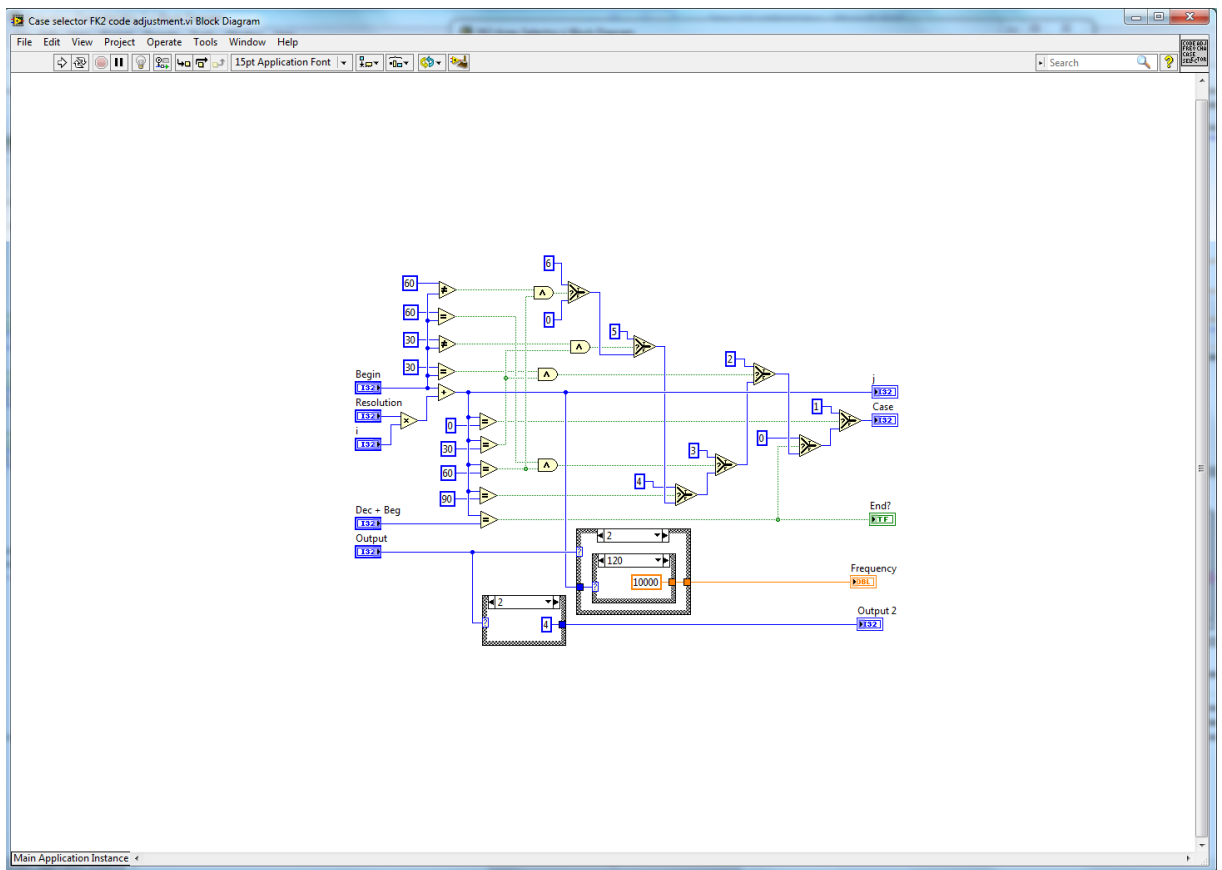 Case selector FK2 code adjustment.vi Block Diagram
File Edit View Project Operate Tools Window Help
15pt Application Font
Search
CODE ADJ
CASE
6
60
0
60
5
30
2
30
Begin
I32
j
I32
Resolution
I32
1
Case
I32
i
I32
0
0
30
3
60
4
90
Dec + Beg
I32
End?
TF
Output
I32
2
120
10000
Frequency
DBL
2
4
Output 2
I32
Main Application Instance